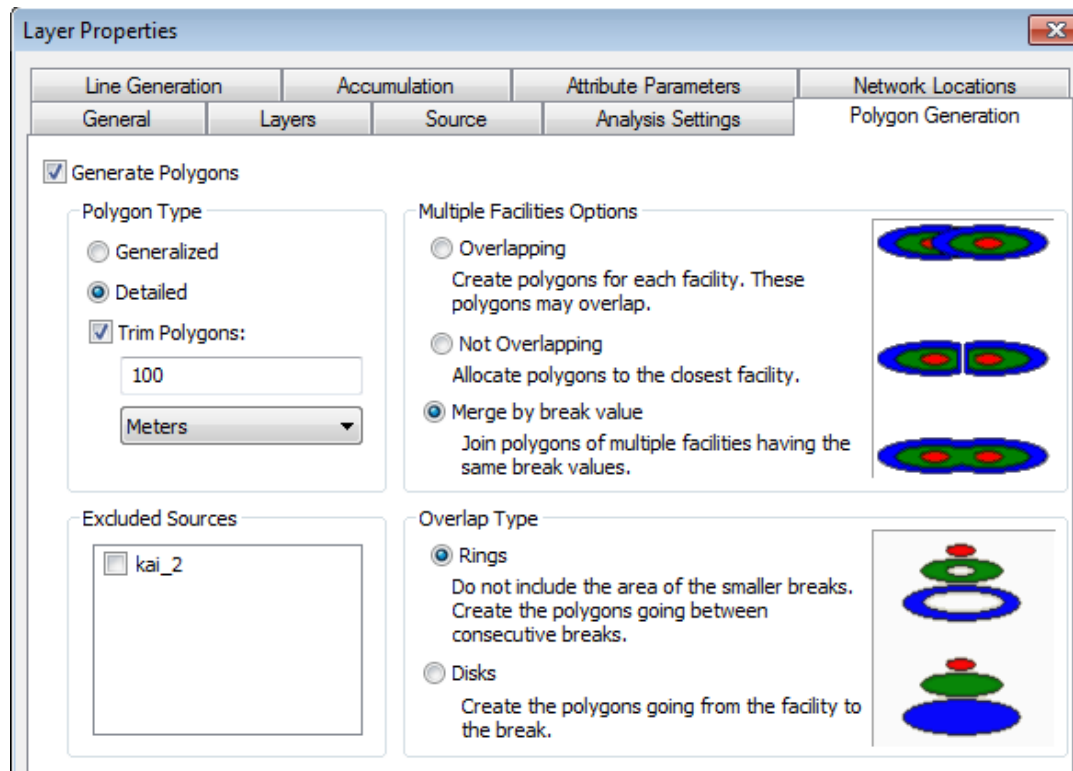 Layer Properties
Line Generation
Accumulation
Attribute Parameters
Network Locations
General
Layers
Source
Analysis Settings
Polygon Generation
Generate Polygons
Polygon Type
Generalized
Detailed
Trim Polygons:
100
Meters
Multiple Facilities Options
Overlapping
Create polygons for each facility. These
polygons may overlap.
Not Overlapping
Allocate polygons to the closest facility.
Merge by break value
Join polygons of multiple facilities having the
same break values.
Excluded Sources
kai_2
Overlap Type
Rings
Do not include the area of the smaller breaks.
Create the polygons going between
consecutive breaks.
Disks
Create the polygons going from the facility to
the break.